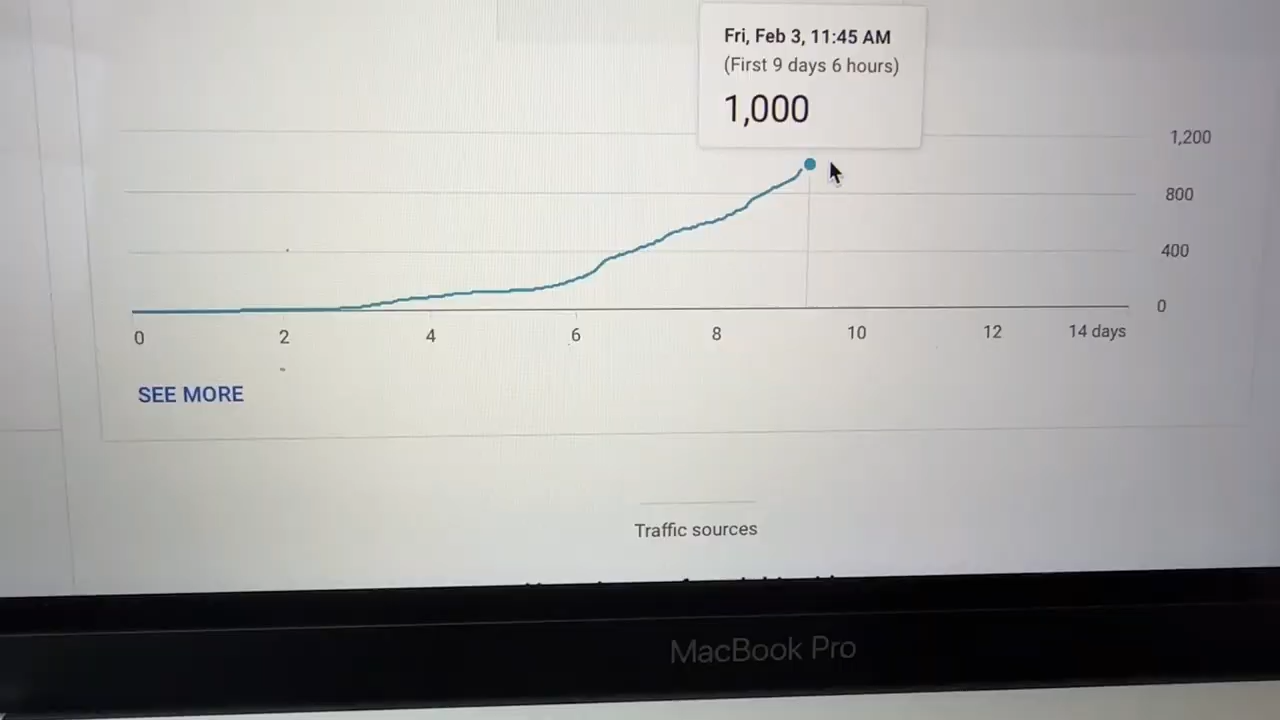 Fri, Feb 3, 11:45 AM
(First 9 days 6 hours)
1,000
1,200
800
400
0
0 2 4 6 8 10 12 14 days
SEE MORE
Traffic sources
MacBook Pro